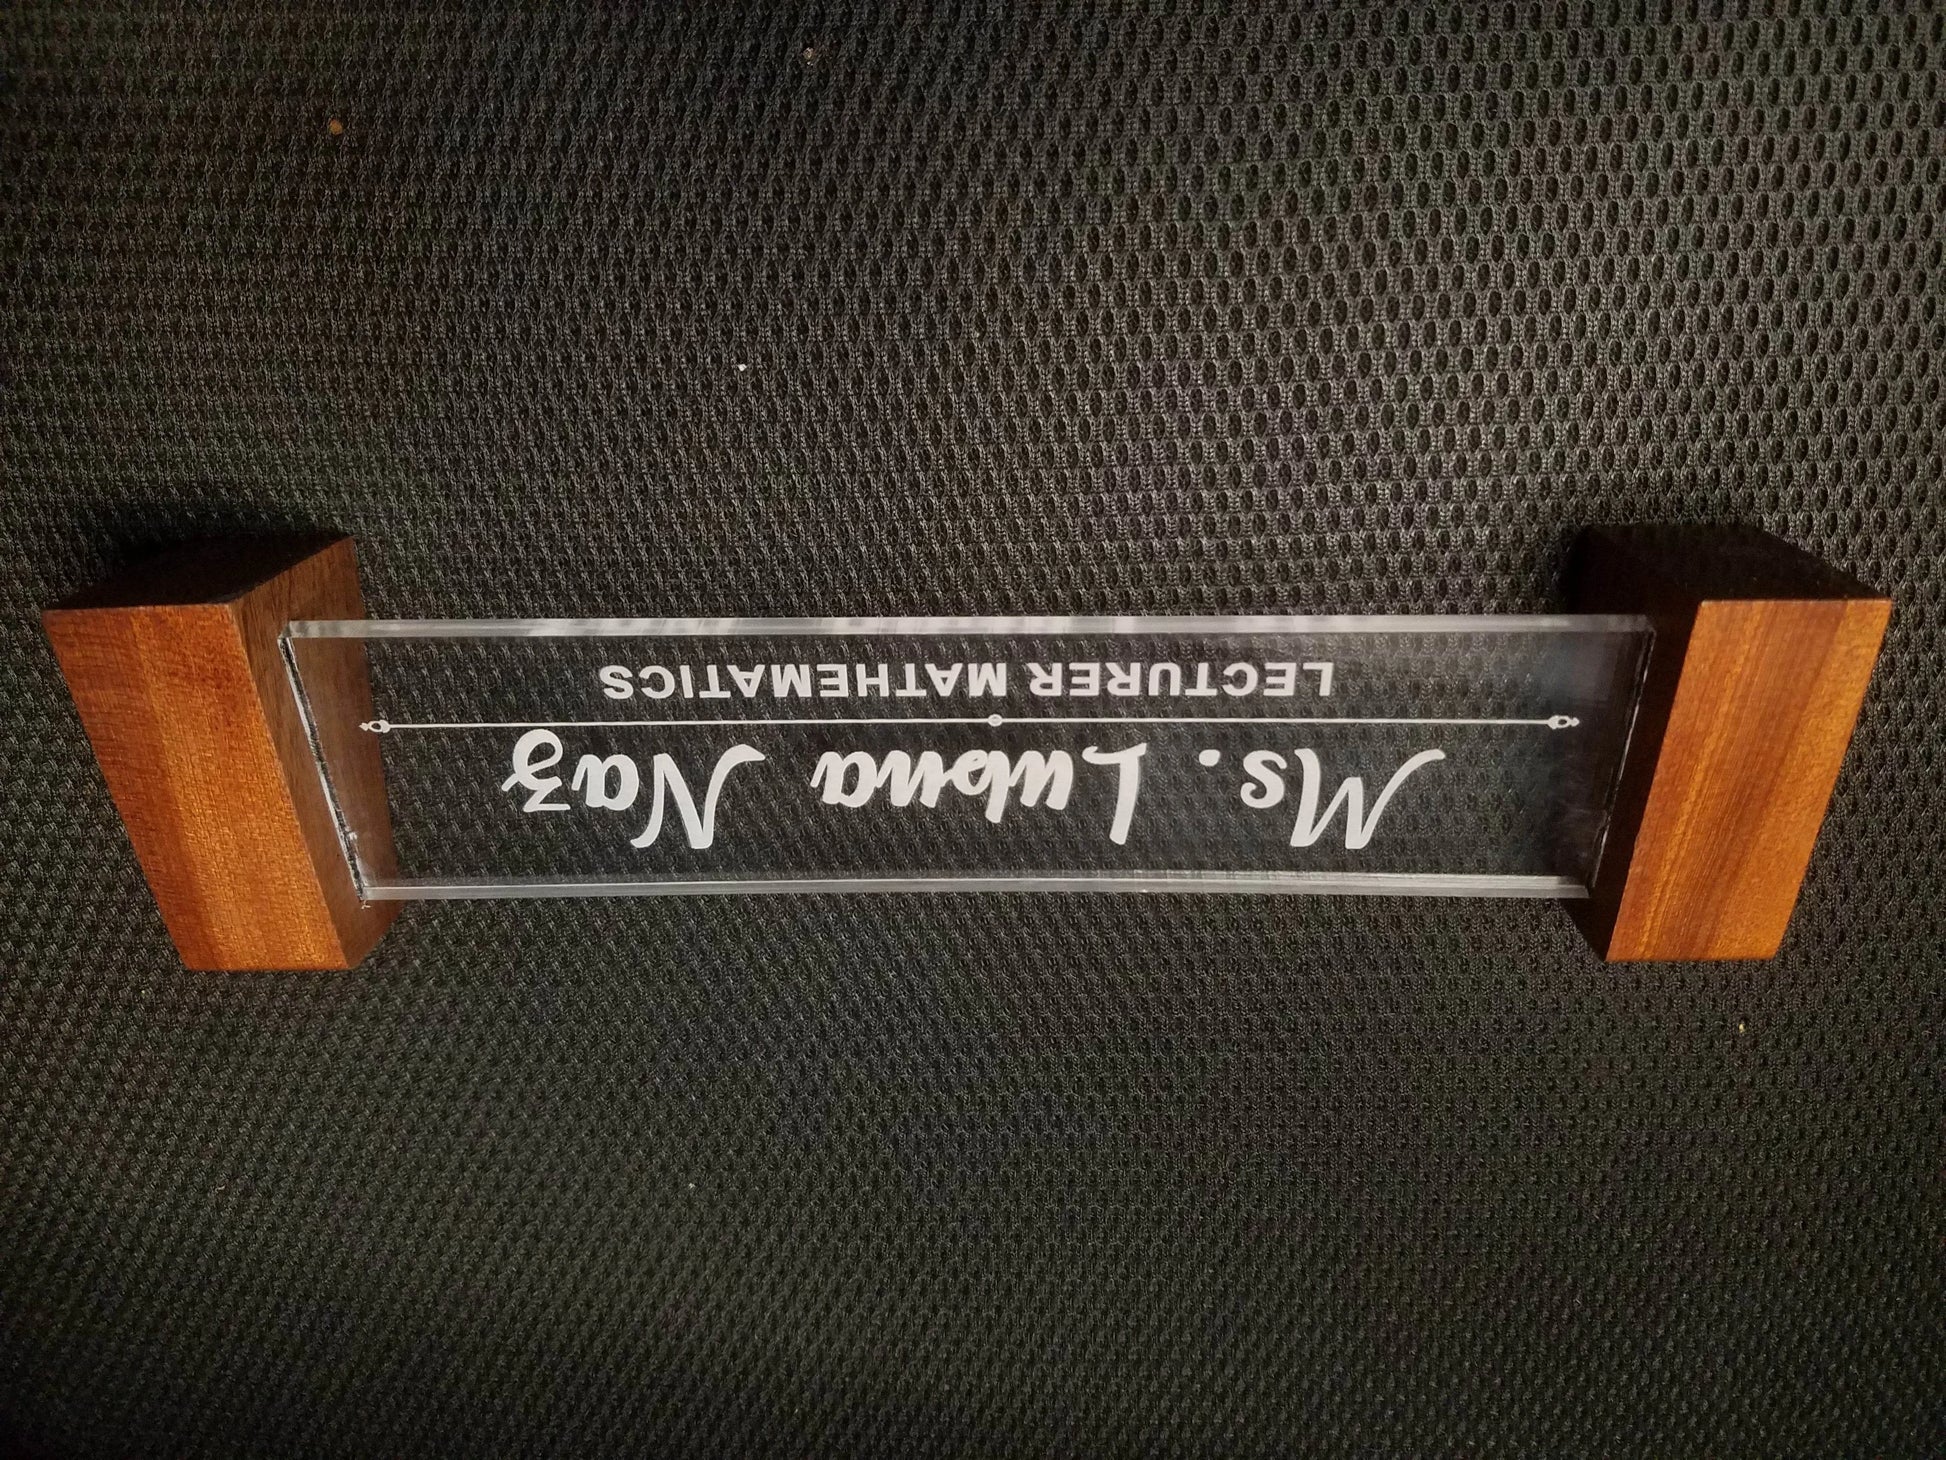 Ms. Lubna Naz
LECTURER MATHEMATICS